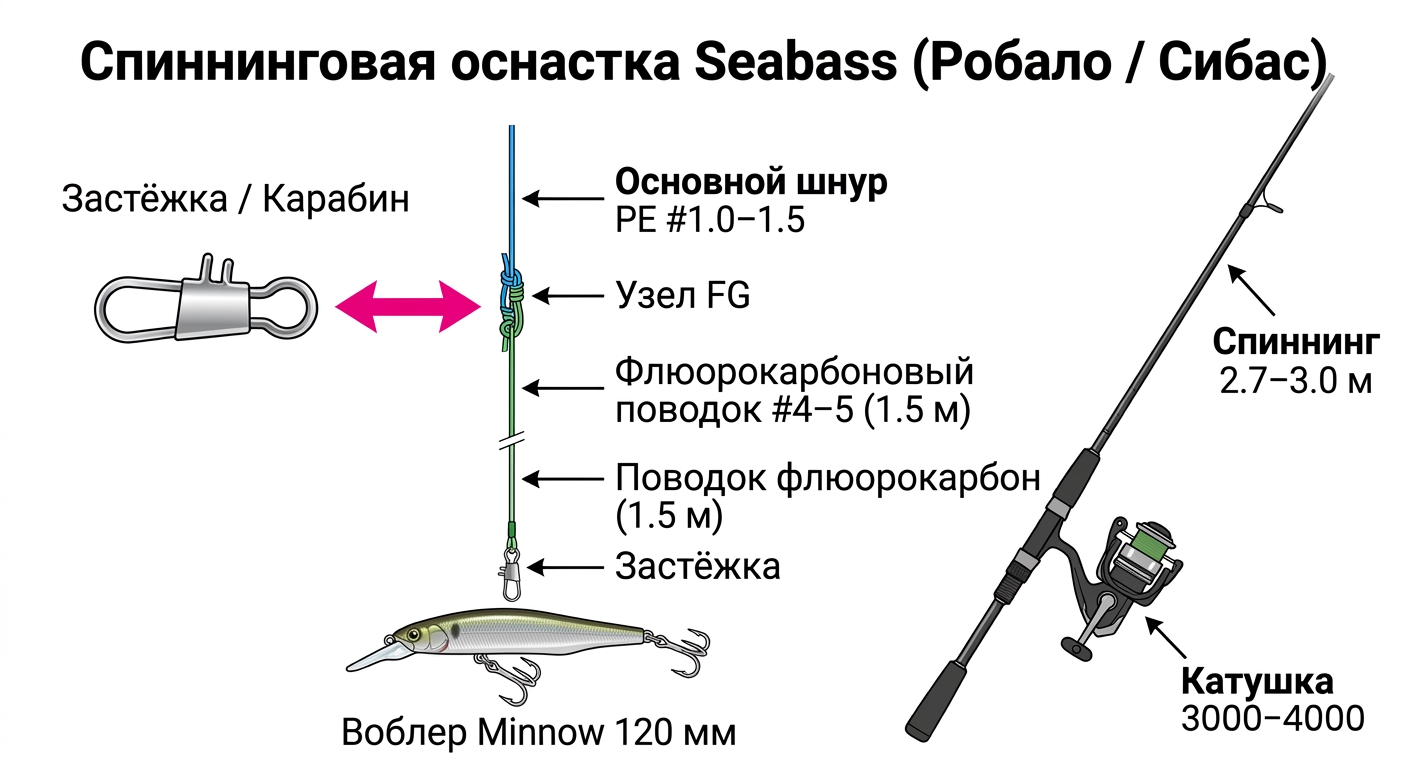 Спиннинговая оснастка Seabass (Робало / Сибас)
Застёжка / Карабин
Основной шнур
PE #1.0–1.5
Узел FG
Флюорокарбоновый
поводок #4–5 (1.5 м)
Поводок флюорокарбон
(1.5 м)
Застёжка
Воблер Minnow 120 мм
Спиннинг
2.7–3.0 м
Катушка
3000–4000